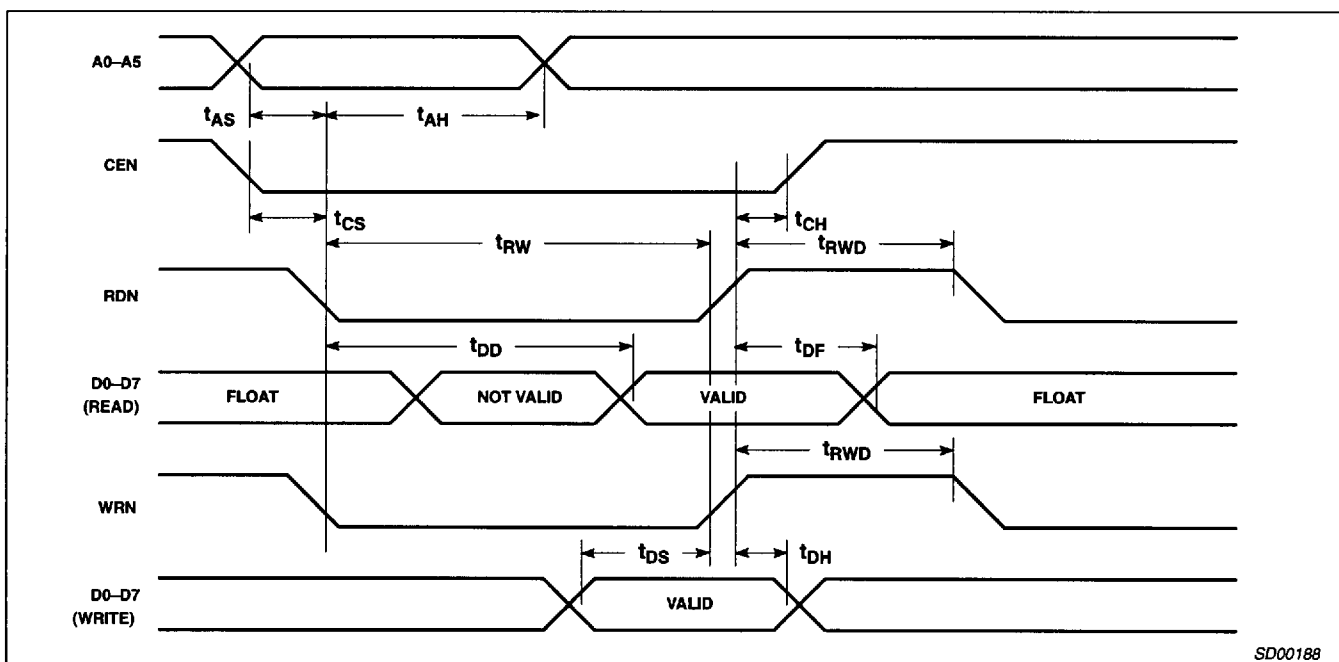 A0–A5
tAS
tAH
CEN
tCS
tCH
tRW
tRWD
RDN
tDD
tDF
D0–D7
(READ)
FLOAT
NOT VALID
VALID
FLOAT
tRWD
WRN
tDS
tDH
D0–D7
(WRITE)
VALID
SD00188